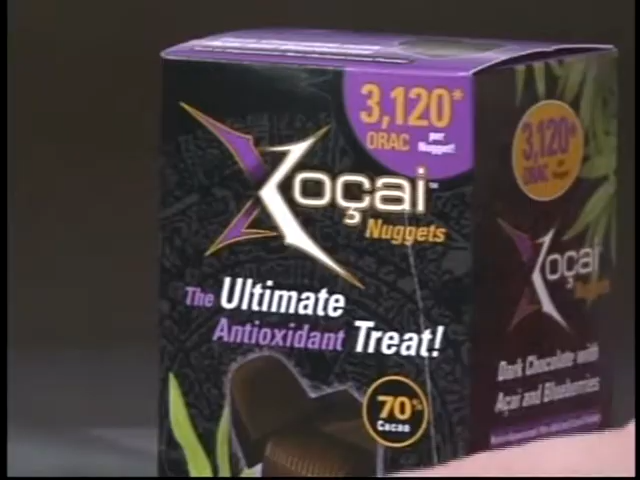 3,120*
ORAC per Nugget!
Xoçai™
Nuggets
The Ultimate
Antioxidant Treat!
70%
Cacao
3,120*
ORAC
Xoçai
Nuggets
Dark Chocolate with
Açai and Blueberries